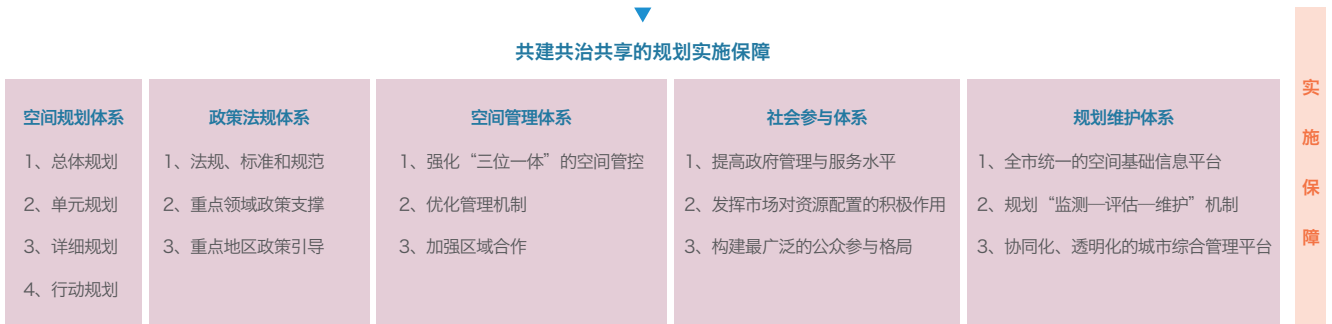 共建共治共享的规划实施保障
空间规划体系
1、总体规划
2、单元规划
3、详细规划
4、行动规划
政策法规体系
1、法规、标准和规范
2、重点领域政策支撑
3、重点地区政策引导
空间管理体系
1、强化“三位一体”的空间管控
2、优化管理机制
3、加强区域合作
社会参与体系
1、提高政府管理与服务水平
2、发挥市场对资源配置的积极作用
3、构建最广泛的公众参与格局
规划维护体系
1、全市统一的空间基础信息平台
2、规划“监测—评估—维护”机制
3、协同化、透明化的城市综合管理平台
实施保障